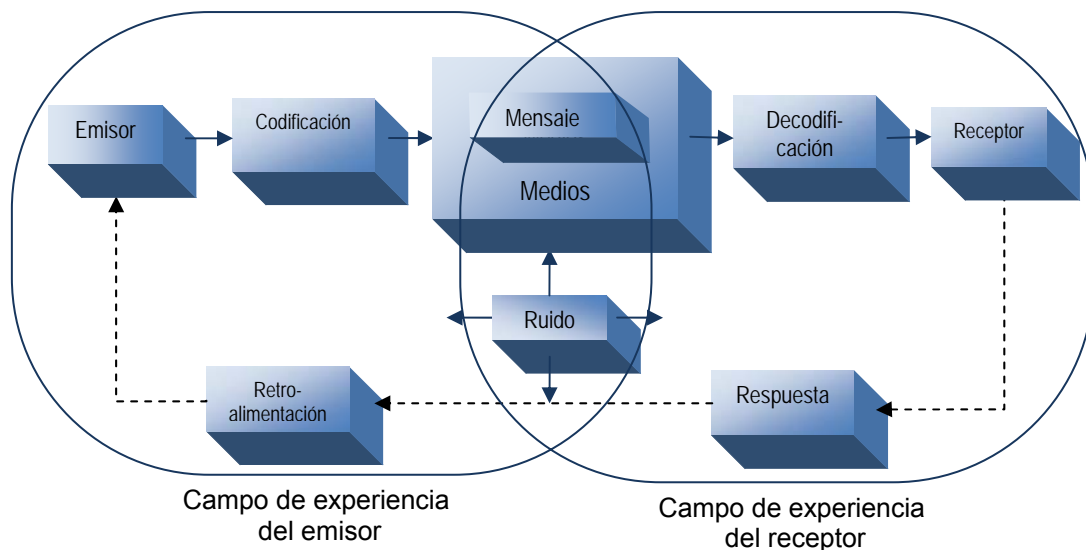 Emisor
Codificación
Mensaie
Medios
Decodifi-
cación
Receptor
Ruido
Retro-
alimentación
Respuesta
Campo de experiencia
del emisor
Campo de experiencia
del receptor